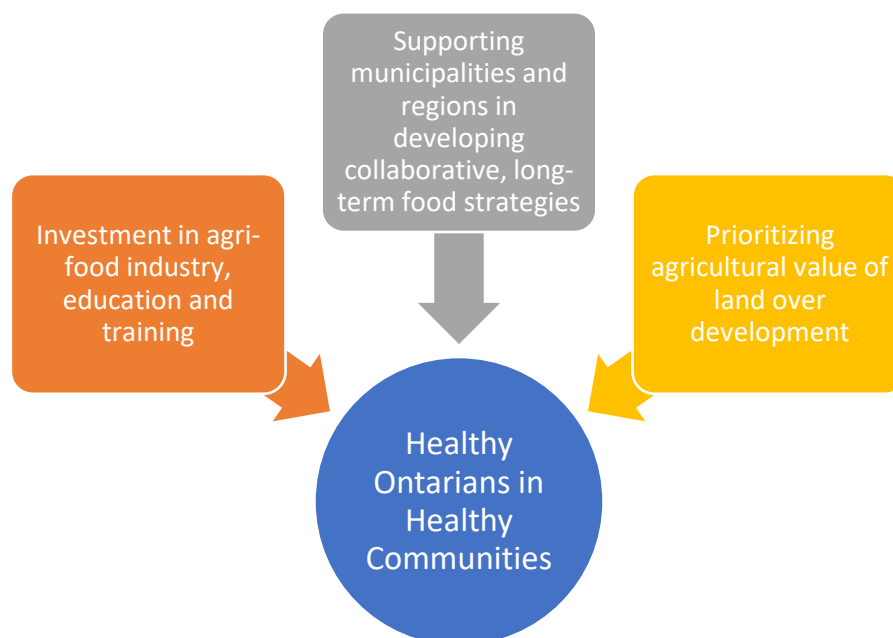 Supporting
municipalities and
regions in
developing
collaborative, long-
term food strategies
Investment in agri-
food industry,
education and
training
Prioritizing
agricultural value of
land over
development
Healthy
Ontarians in
Healthy
Communities